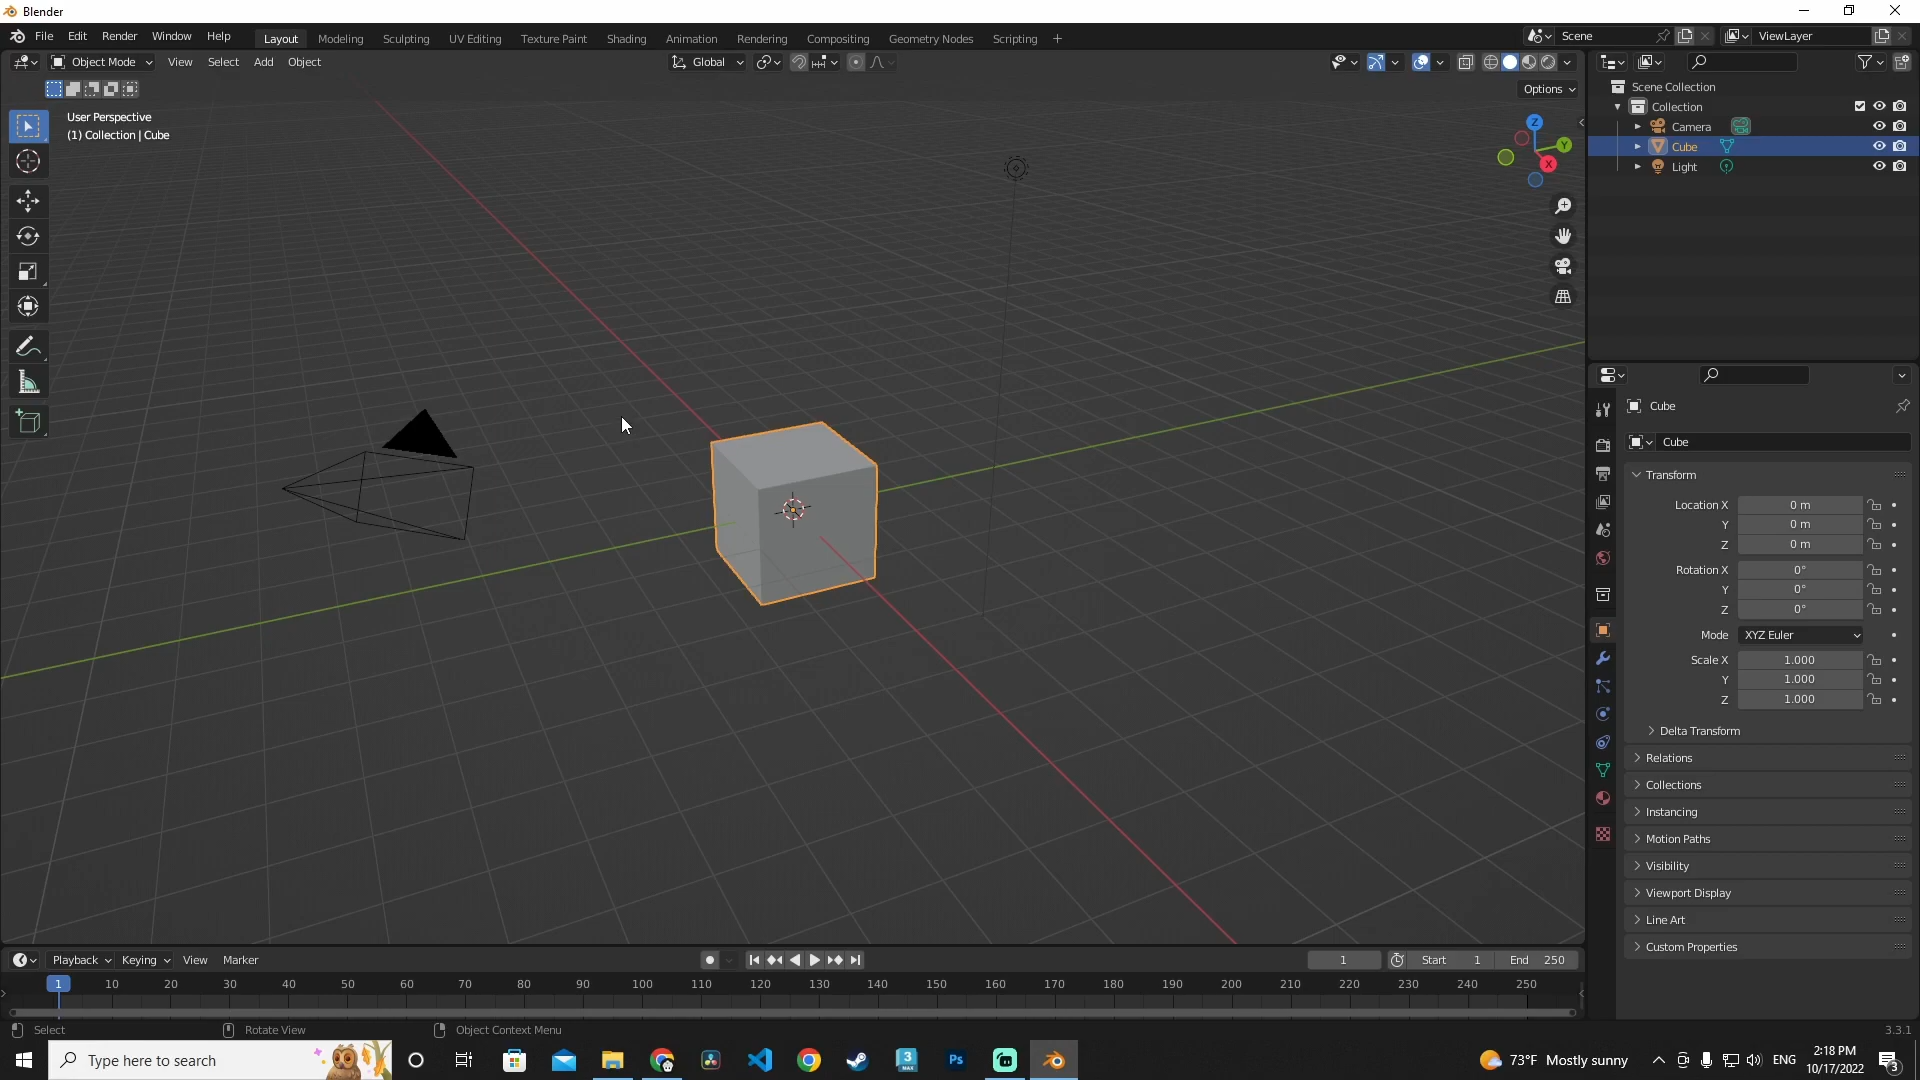 Blender
File Edit Render Window Help Layout Modeling Sculpting UV Editing Texture Paint Shading Animation Rendering Compositing Geometry Nodes Scripting + Scene ViewLayer
Object Mode View Select Add Object Global
Options
User Perspective
(1) Collection | Cube
Z
Y
X
Scene Collection
Collection
Camera
Cube
Light
Cube
Cube
Transform
Location X 0 m
Y 0 m
Z 0 m
Rotation X 0°
Y 0°
Z 0°
Mode XYZ Euler
Scale X 1.000
Y 1.000
Z 1.000
Delta Transform
Relations
Collections
Instancing
Motion Paths
Visibility
Viewport Display
Line Art
Custom Properties
Playback Keying View Marker 1 Start 1 End 250
1 10 20 30 40 50 60 70 80 90 100 110 120 130 140 150 160 170 180 190 200 210 220 230 240 250
Select Rotate View Object Context Menu 3.3.1
Type here to search 3 MAX Ps 73°F Mostly sunny ENG 2:18 PM
10/17/2022 3